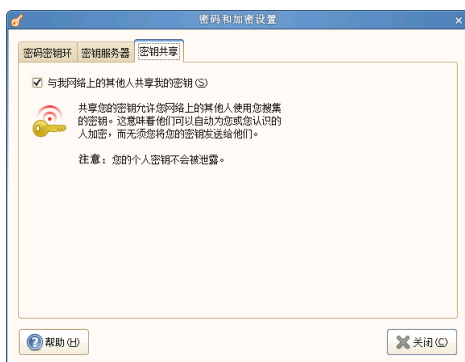 密码和加密设置
密码密钥环 密钥服务器 密钥共享
与我网络上的其他人共享我的密钥(S)
共享您的密钥允许您网络上的其他人使用您搜集
的密钥。这意味着他们可以自动为您或您认识的
人加密，而无须您将您的密钥发送给他们。
注意：您的个人密钥不会被泄露。
帮助(H) 关闭(C)